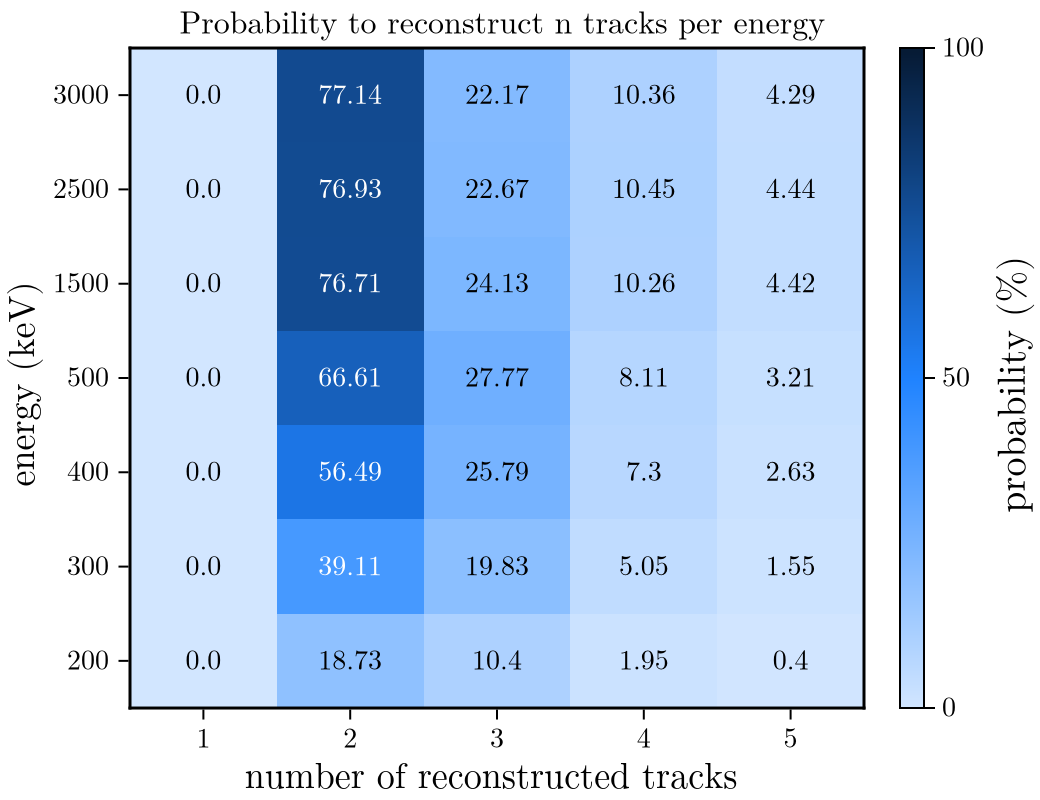 Probability to reconstruct n tracks per energy
3000 0.0 77.14 22.17 10.36 4.29
2500 0.0 76.93 22.67 10.45 4.44
1500 0.0 76.71 24.13 10.26 4.42
500 0.0 66.61 27.77 8.11 3.21
400 0.0 56.49 25.79 7.3 2.63
300 0.0 39.11 19.83 5.05 1.55
200 0.0 18.73 10.4 1.95 0.4
1 2 3 4 5
number of reconstructed tracks
energy (keV)
100
50
0
probability (%)